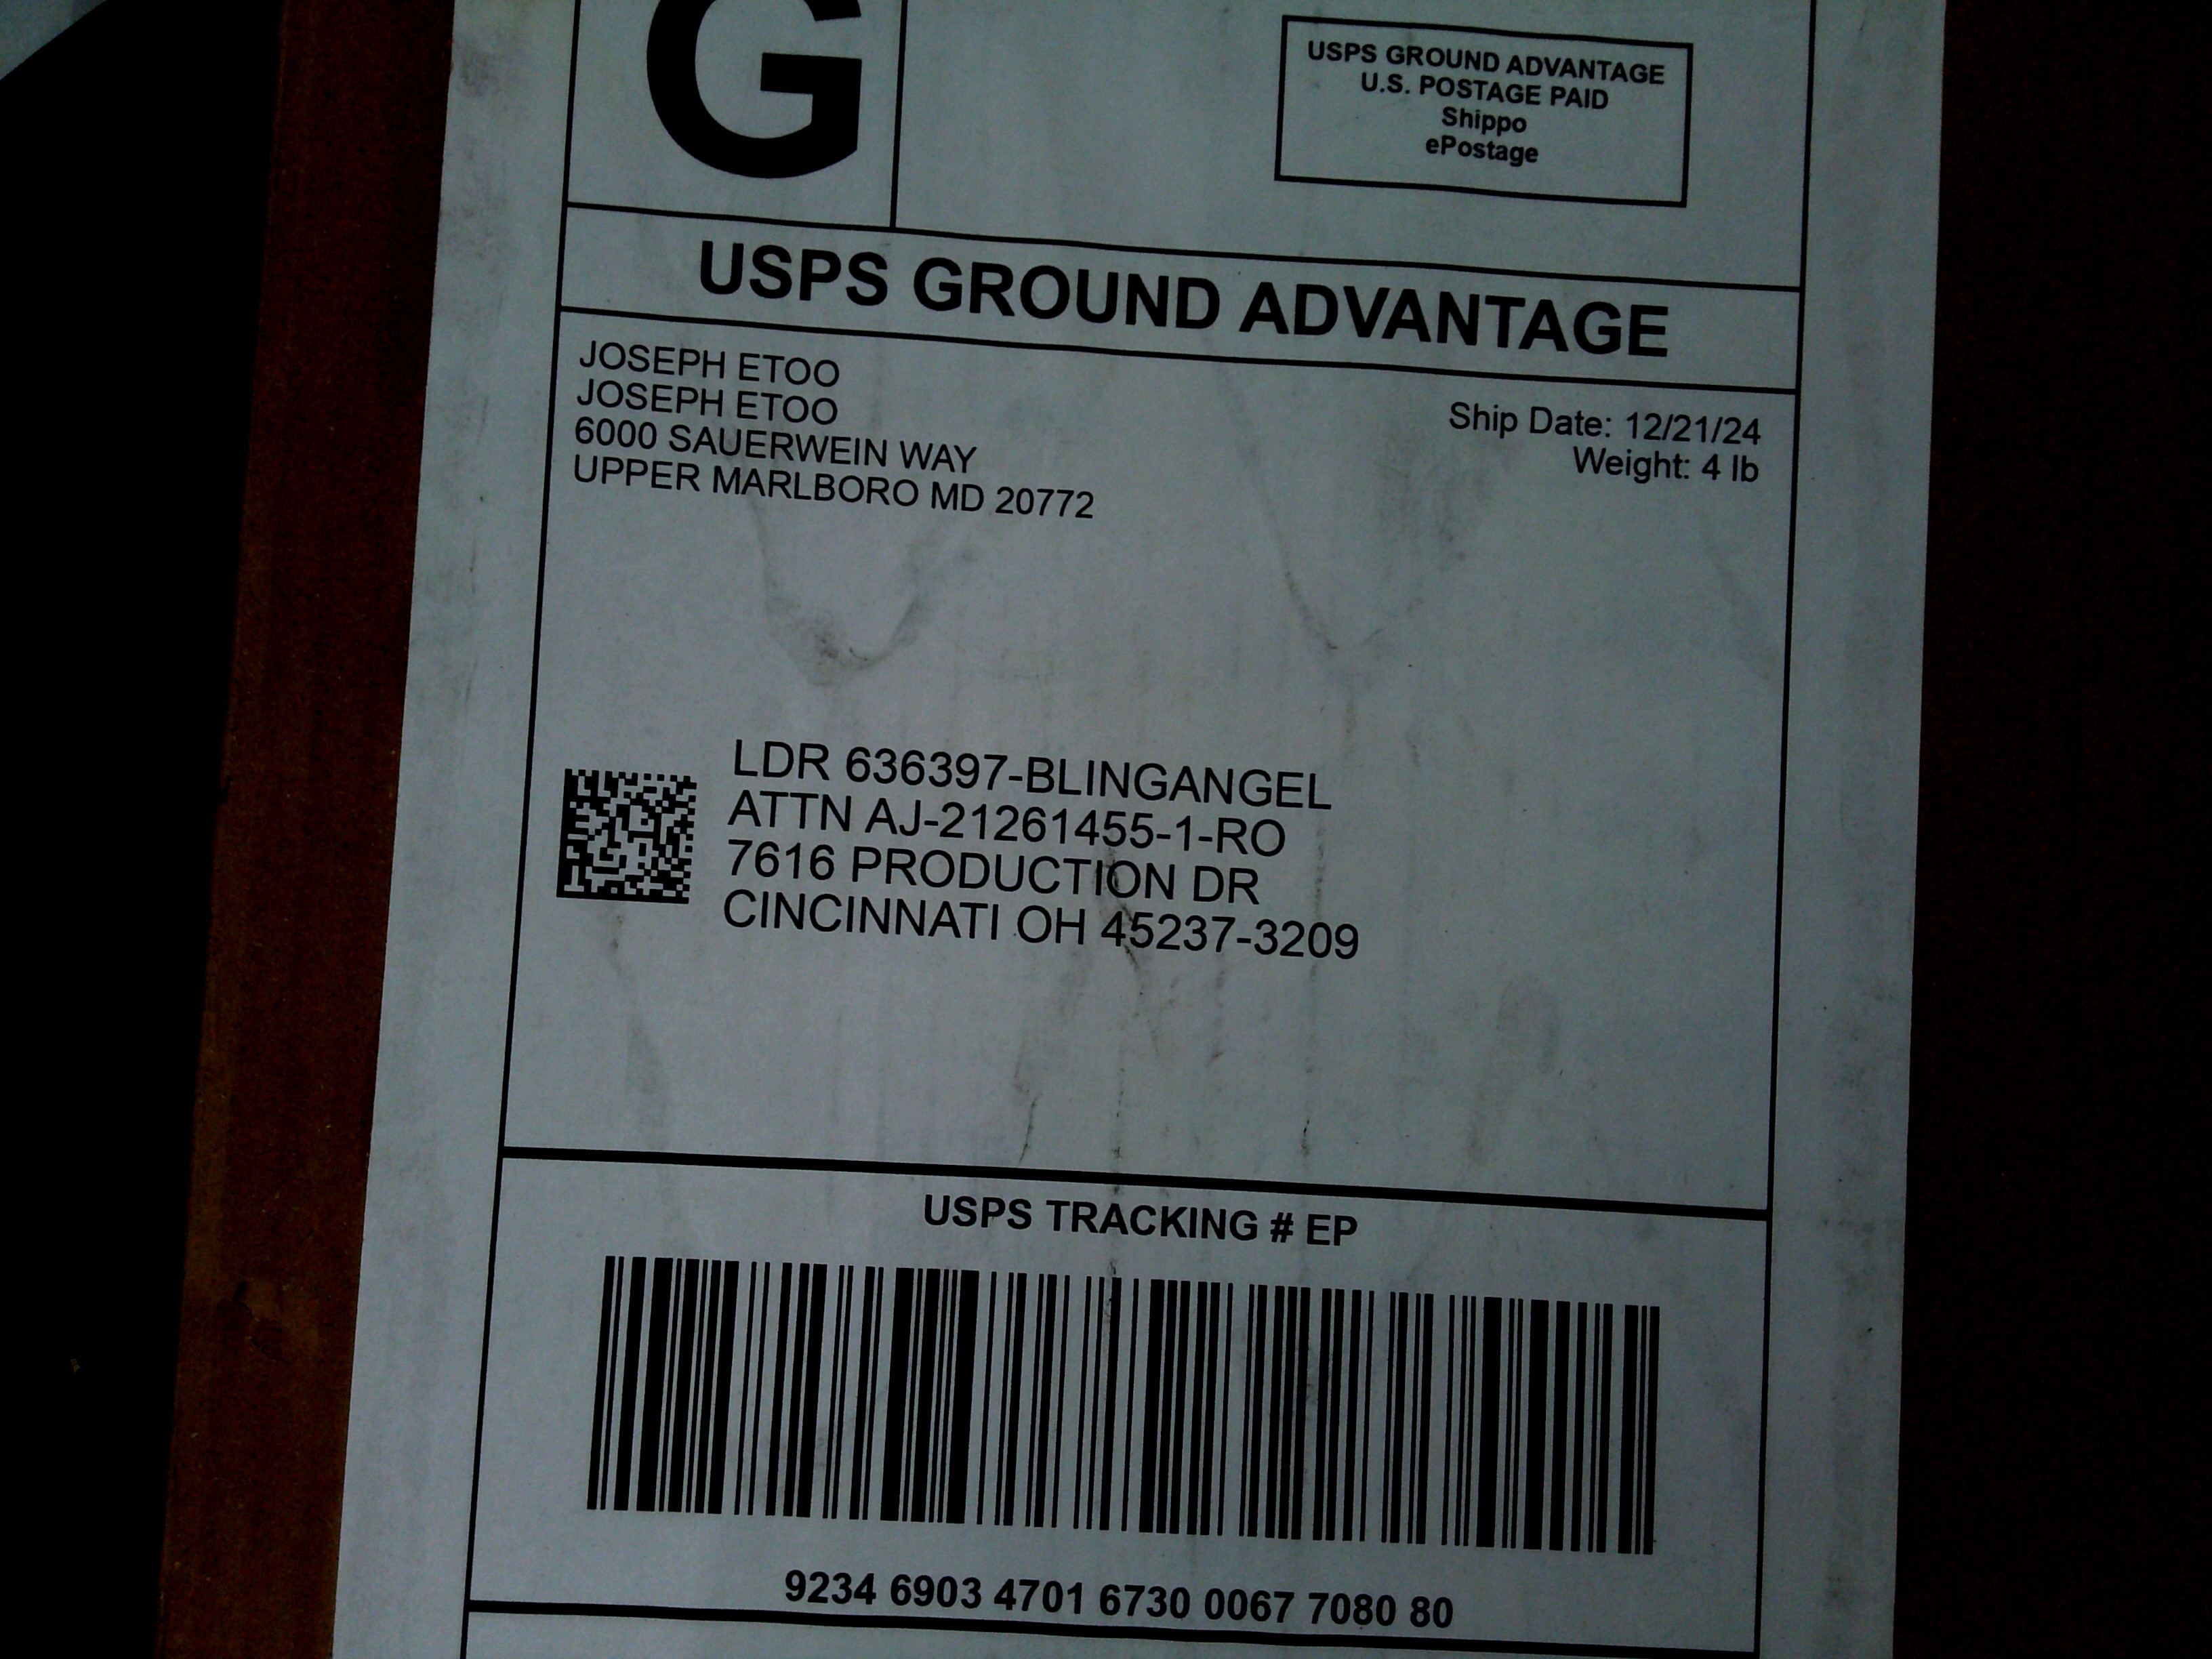 G
USPS GROUND ADVANTAGE
U.S. POSTAGE PAID
Shippo
ePostage
USPS GROUND ADVANTAGE
JOSEPH ETOO
JOSEPH ETOO
6000 SAUERWEIN WAY
UPPER MARLBORO MD 20772
Ship Date: 12/21/24
Weight: 4 lb
LDR 636397-BLINGANGEL
ATTN AJ-21261455-1-RO
7616 PRODUCTION DR
CINCINNATI OH 45237-3209
USPS TRACKING # EP
9234 6903 4701 6730 0067 7080 80